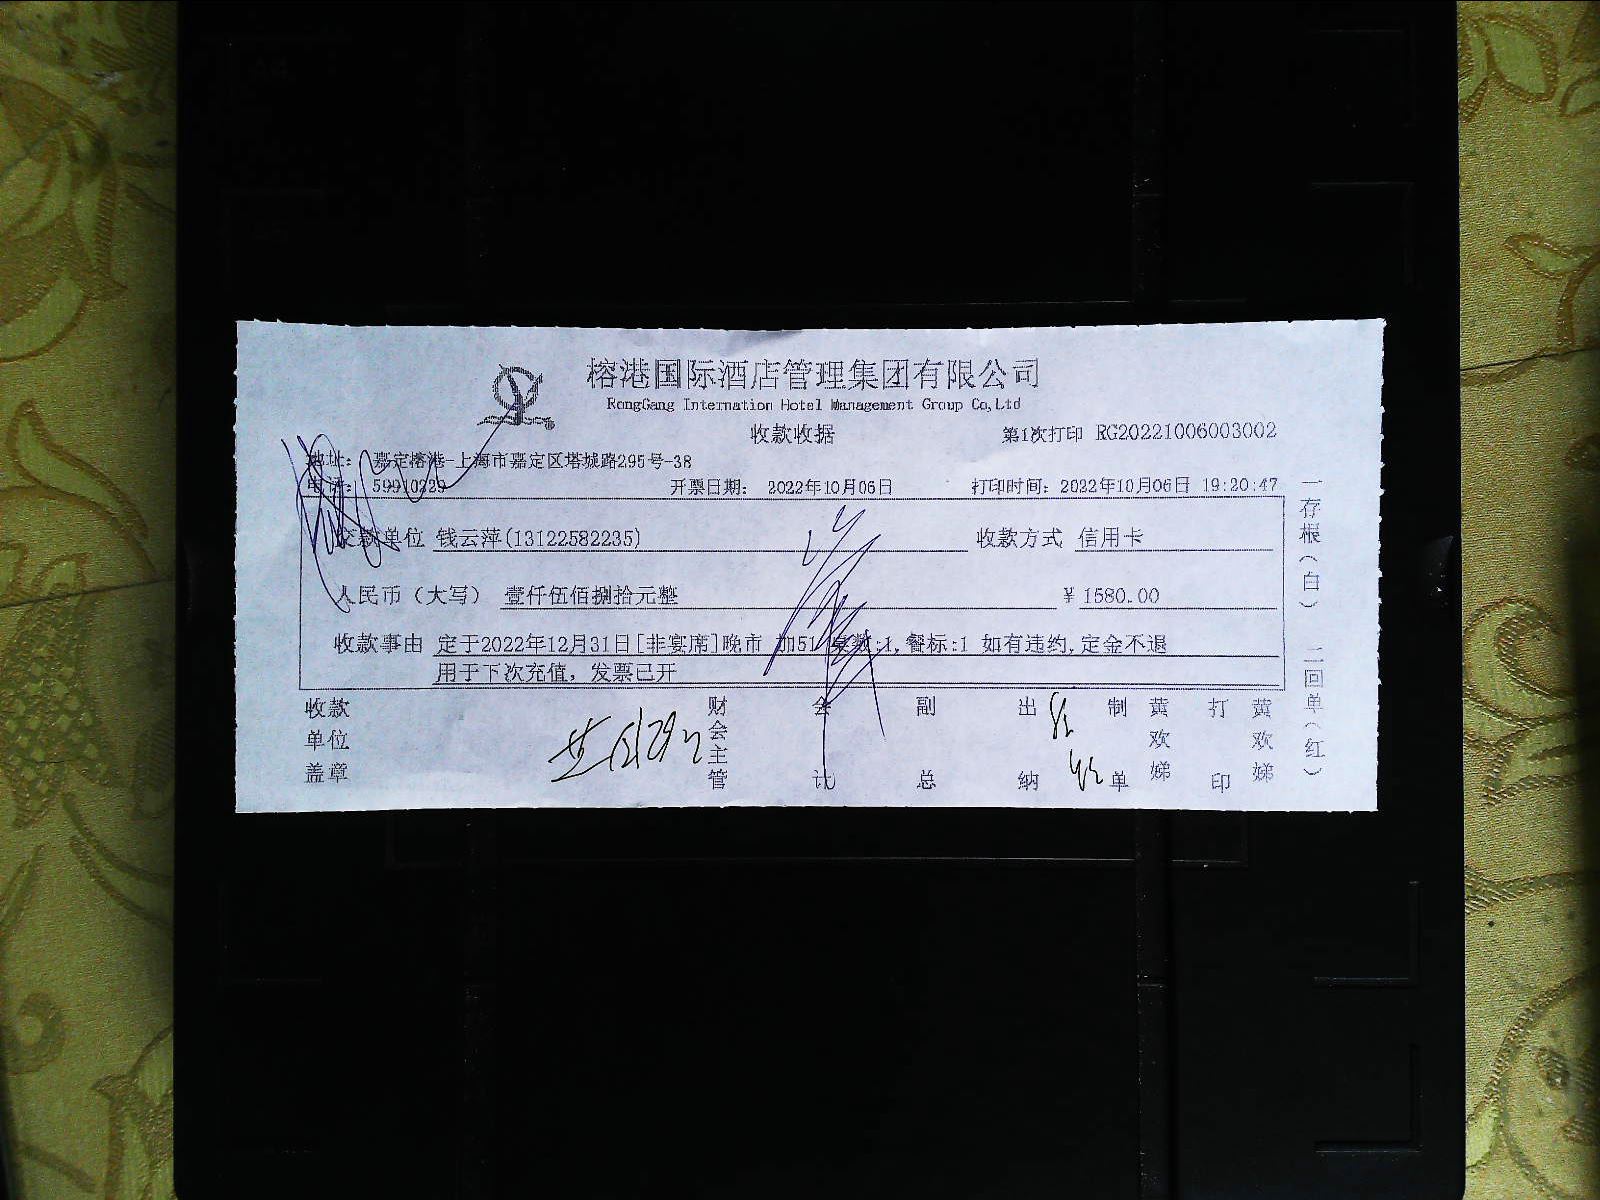 榕港国际酒店管理集团有限公司
RongGang Internation Hotel Management Group Co,Ltd
收款收据
第1次打印 RG20221006003002
地址: 嘉定榕港-上海市嘉定区塔城路295号-38
电话: 59910329 开票日期: 2022年10月06日 打印时间: 2022年10月06日 19:20:47
交款单位 钱云萍(13122582235) 收款方式 信用卡
人民币（大写） 壹仟伍佰捌拾元整 ￥1580.00
收款事由 定于2022年12月31日[非宴席]晚市 加51 桌数:1,餐标:1 如有违约,定金不退
用于下次充值，发票已开
收款单位盖章 财会主管 会计 副总 出纳 制单 黄欢娣 打印 黄欢娣
一存根（白） 二回单（红）